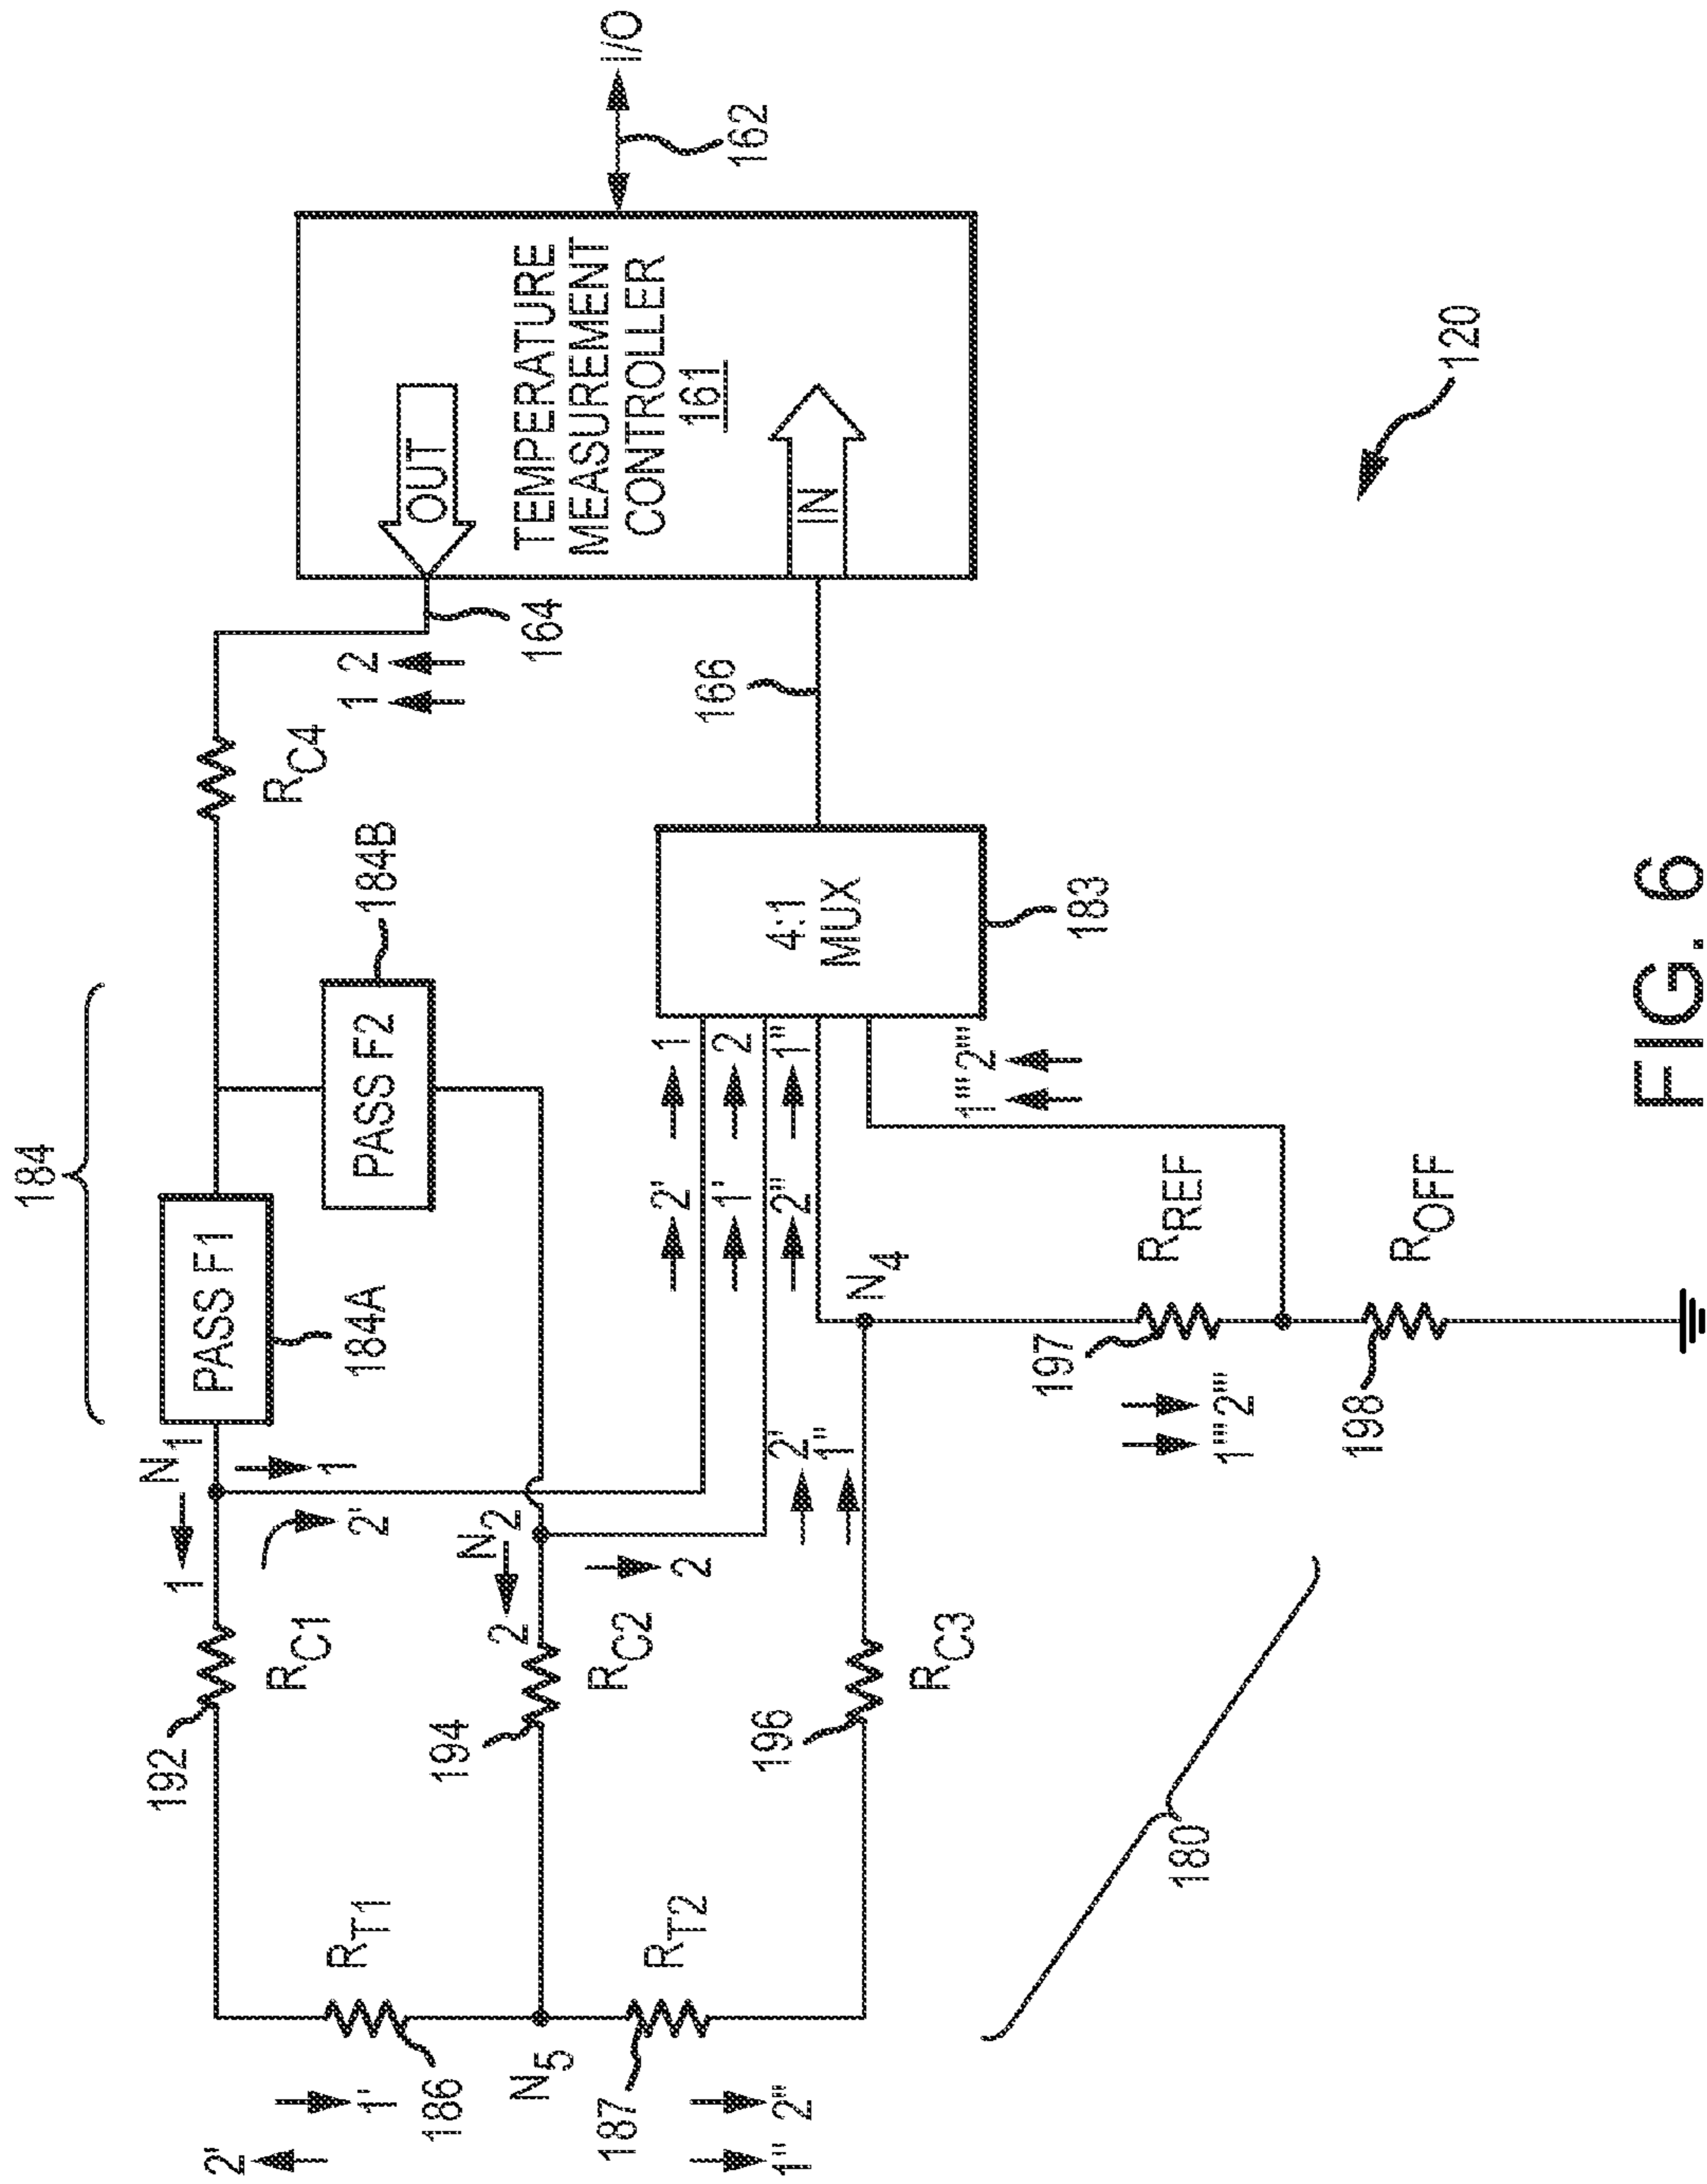 184
192
1
N1
PASS F1
2'
RC1
1
RC4
184A
2'
RT1
1'
PASS F2
184B
1
2
186
194
2
N2
OUT
164
N5
RC2
2
TEMPERATURE
MEASUREMENT
CONTROLLER
161
I/O
162
187
RT2
2'
1
1'
2
2''
1''
166
1''
2''
196
2'
1''
4:1
MUX
IN
N4
RC3
1'''
2'''
183
197
RREF
180
1'''
2'''
198
ROFF
120
FIG. 6